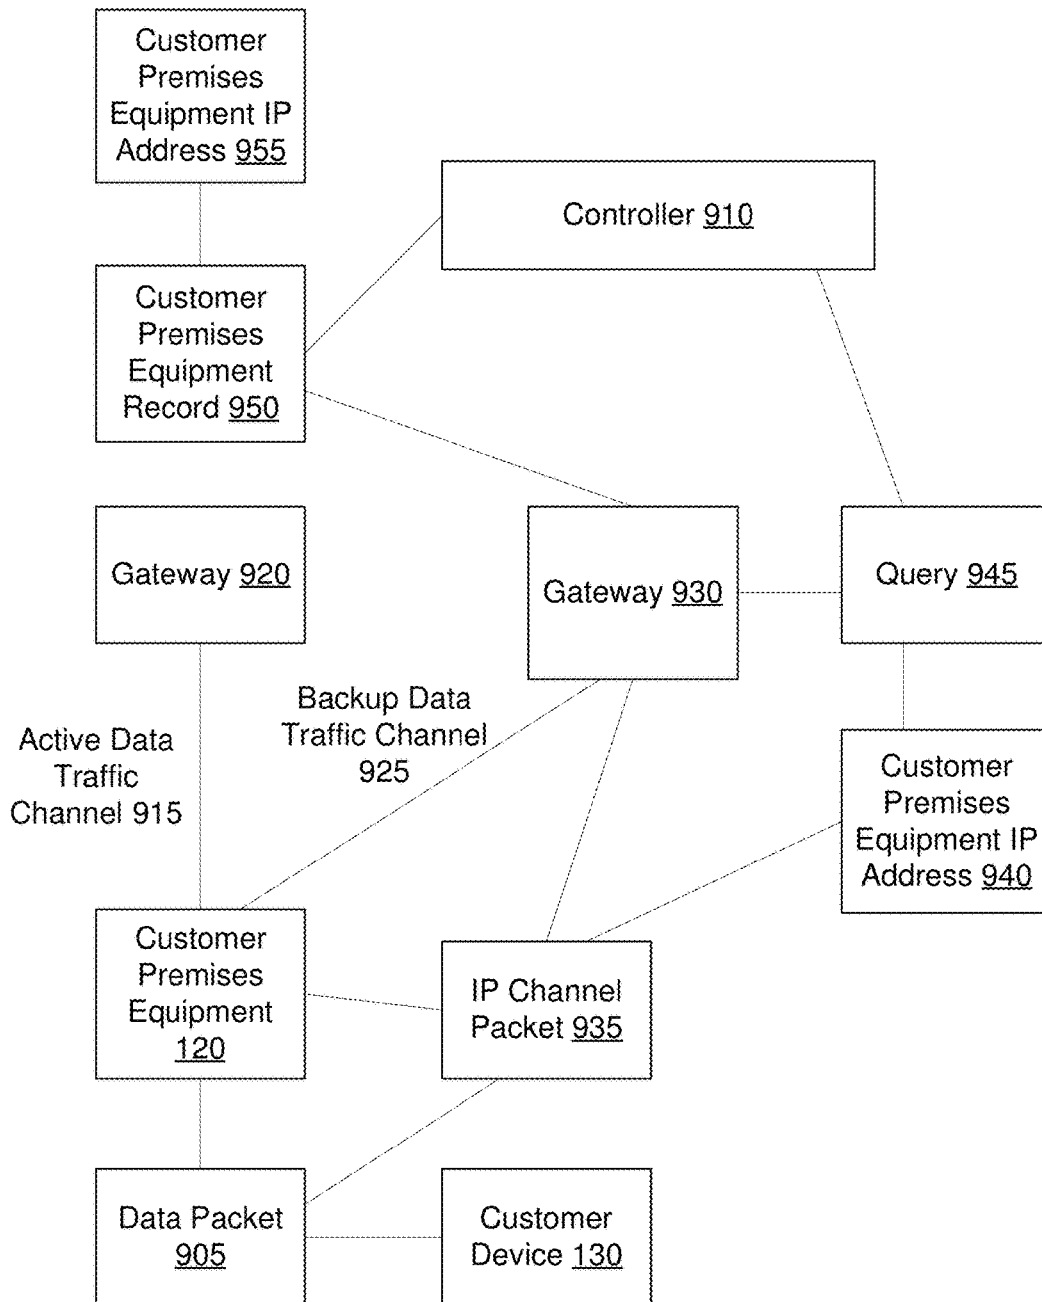 Customer
Premises
Equipment IP
Address 955
Controller 910
Customer
Premises
Equipment
Record 950
Gateway 920
Gateway 930
Query 945
Backup Data
Traffic Channel
925
Active Data
Traffic
Channel 915
Customer
Premises
Equipment IP
Address 940
Customer
Premises
Equipment
120
IP Channel
Packet 935
Data Packet
905
Customer
Device 130